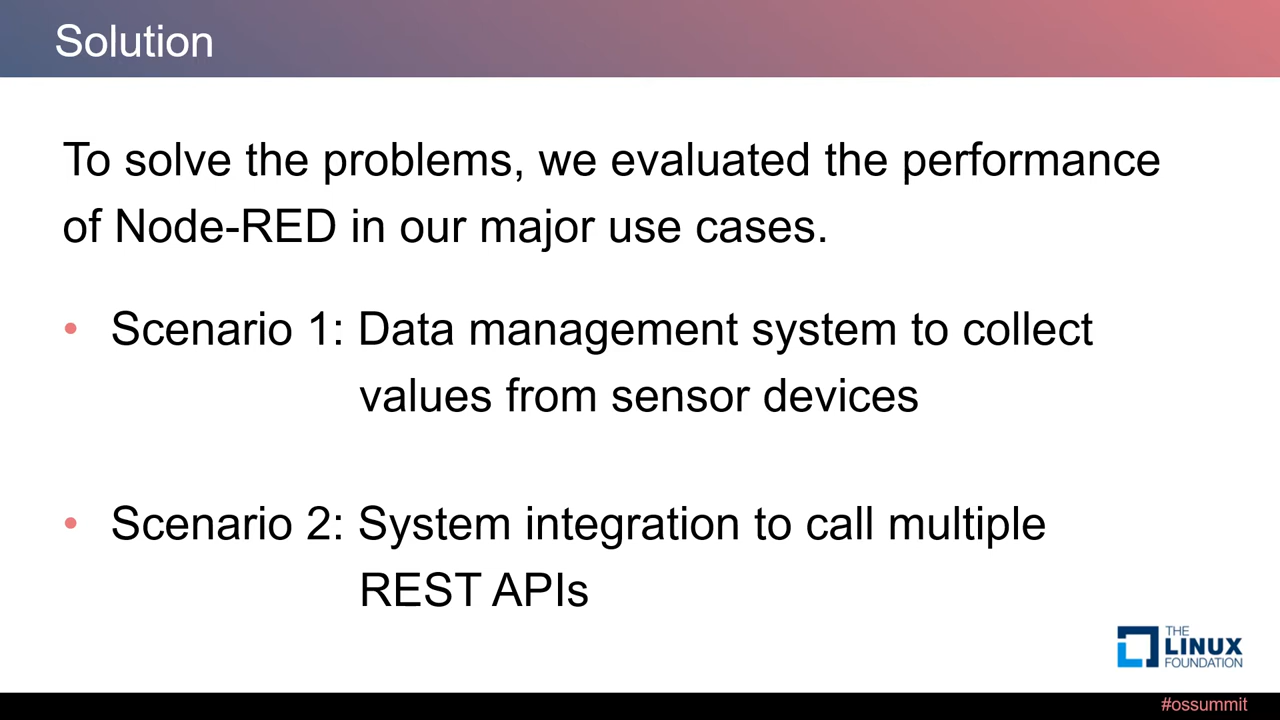 Solution
To solve the problems, we evaluated the performance
of Node-RED in our major use cases.
• Scenario 1: Data management system to collect
values from sensor devices
• Scenario 2: System integration to call multiple
REST APIs
THE
LINUX
FOUNDATION
#ossummit